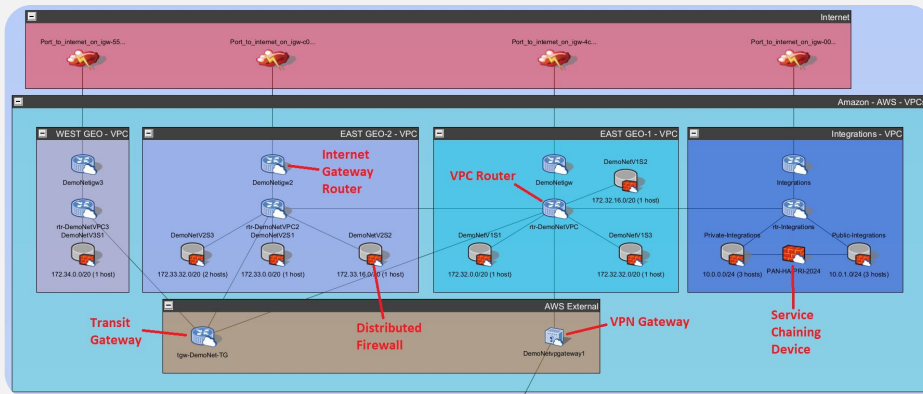 Internet
Port_to_internet_on_igw-55...
Port_to_internet_on_igw-c0...
Port_to_internet_on_igw-4c...
Port_to_internet_on_igw-00...
Amazon - AWS - VPC
WEST GEO - VPC
EAST GEO-2 - VPC
EAST GEO-1 - VPC
Integrations - VPC
DemoNetigw3
DemoNetigw2
Internet
Gateway
Router
VPC Router
DemoNetigw
DemoNetV1S2
172.32.16.0/20 (1 host)
Integrations
rtr-DemoNetVPC3
rtr-DemoNetVPC2
rtr-DemoNetVPC
rtr-Integrations
DemoNetV3S1
DemoNetV2S3
DemoNetV2S1
DemoNetV2S2
DemoNetV1S1
DemoNetV1S3
Private-Integrations
Public-Integrations
172.34.0.0/20 (1 host)
172.33.32.0/20 (2 hosts)
172.33.0.0/20 (1 host)
172.33.16.0/20 (1 host)
172.32.0.0/20 (1 host)
172.32.32.0/20 (1 host)
10.0.0.0/24 (3 hosts)
PAN-HA-PRI-2024
10.0.1.0/24 (3 hosts)
AWS External
Transit
Gateway
tgw-DemoNet-TG
Distributed
Firewall
VPN Gateway
DemoNetvpgateway1
Service
Chaining
Device